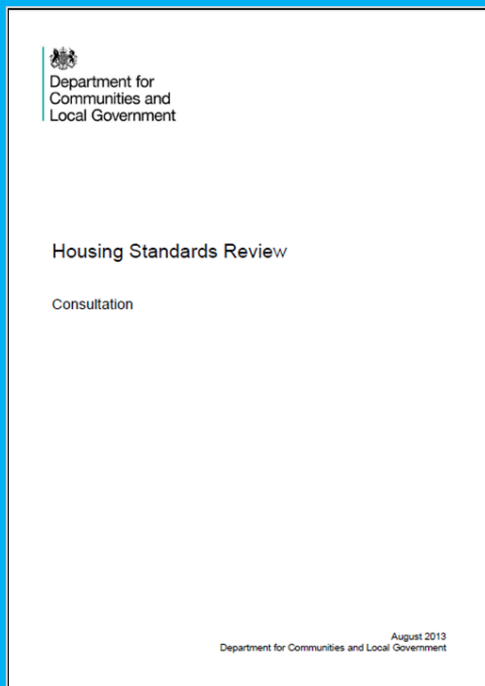 Department for
Communities and
Local Government
Housing Standards Review
Consultation
August 2013
Department for Communities and Local Government